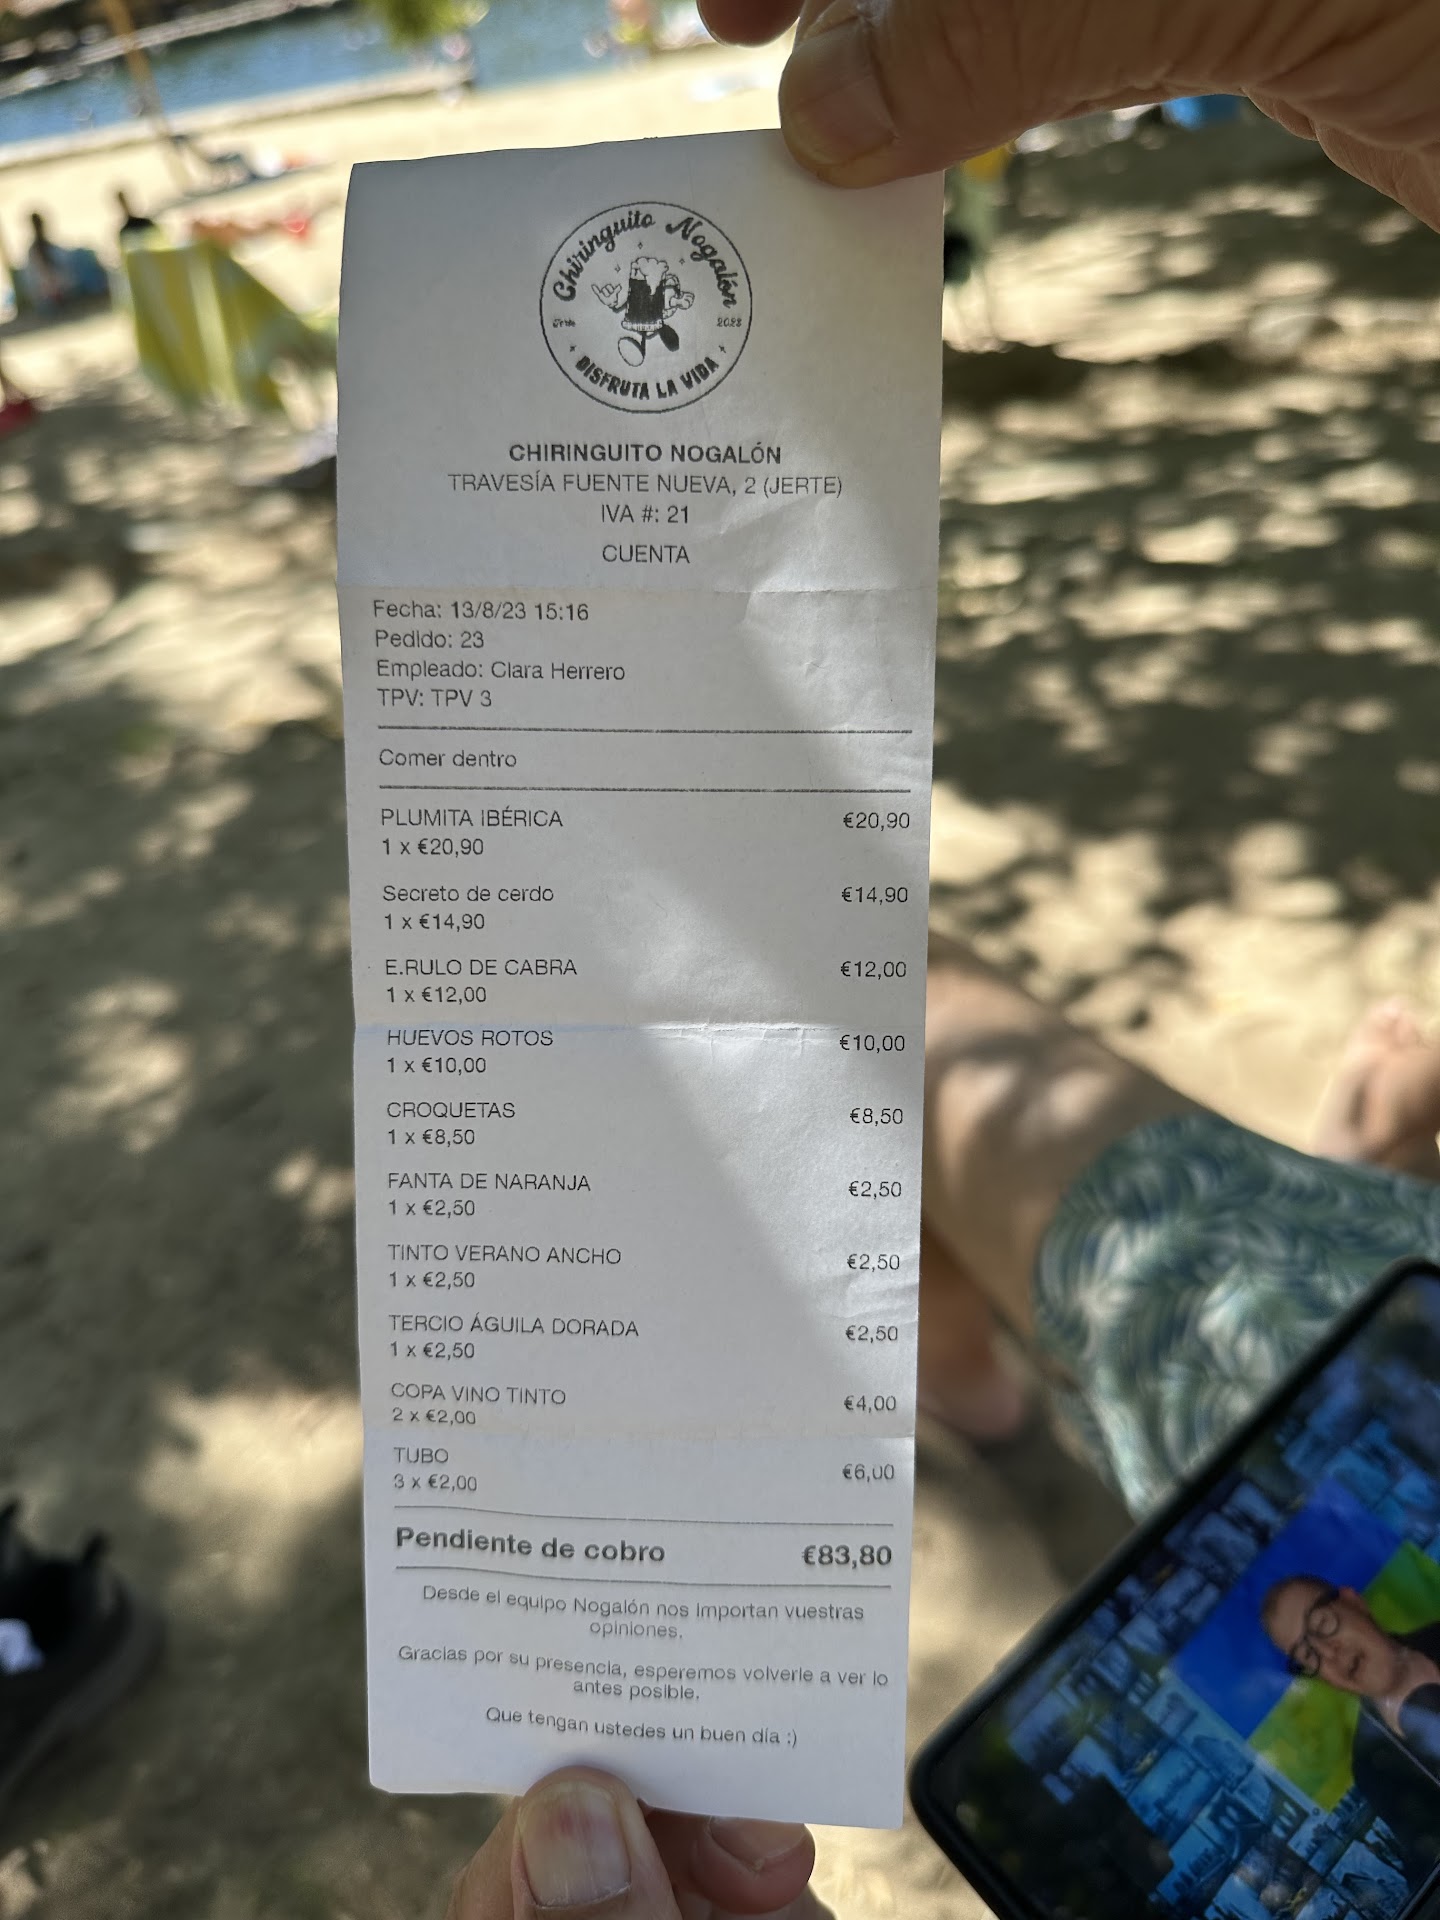 Chiringuito Nogalón
2023
DISFRUTA LA VIDA
CHIRINGUITO NOGALÓN
TRAVESÍA FUENTE NUEVA, 2 (JERTE)
IVA #: 21
CUENTA
Fecha: 13/8/23 15:16
Pedido: 23
Empleado: Clara Herrero
TPV: TPV 3
Comer dentro
PLUMITA IBÉRICA €20,90
1 x €20,90
Secreto de cerdo €14,90
1 x €14,90
E.RULO DE CABRA €12,00
1 x €12,00
HUEVOS ROTOS €10,00
1 x €10,00
CROQUETAS €8,50
1 x €8,50
FANTA DE NARANJA €2,50
1 x €2,50
TINTO VERANO ANCHO €2,50
1 x €2,50
TERCIO ÁGUILA DORADA €2,50
1 x €2,50
COPA VINO TINTO €4,00
2 x €2,00
TUBO €6,00
3 x €2,00
Pendiente de cobro €83,80
Desde el equipo Nogalón nos importan vuestras
opiniones.
Gracias por su presencia, esperemos volverle a ver lo
antes posible.
Que tengan ustedes un buen día :)